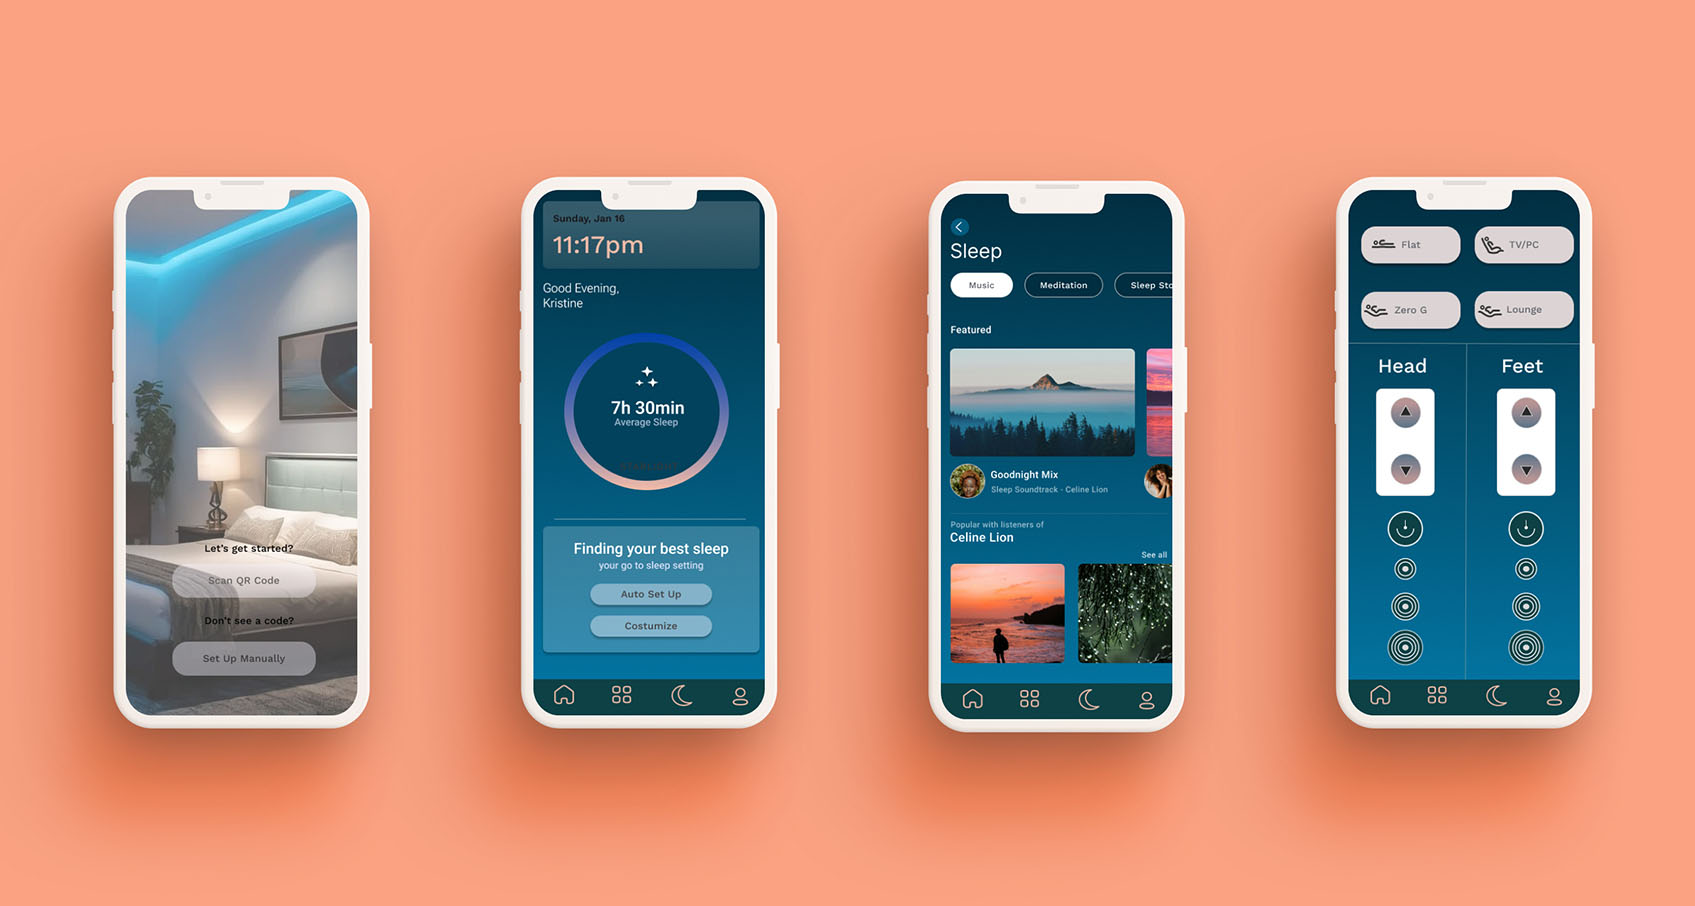 Let's get started?
Scan QR Code
Don't see a code?
Set Up Manually
Sunday, Jan 16
11:17pm
Good Evening,
Kristine
7h 30min
Average Sleep
Finding your best sleep
your go to sleep setting
Auto Set Up
Costumize
Sleep
Music
Meditation
Sleep Sto
Featured
Goodnight Mix
Sleep Soundtrack - Celine Lion
Popular with listeners of
Celine Lion
See all
Flat
TV/PC
Zero G
Lounge
Head
Feet